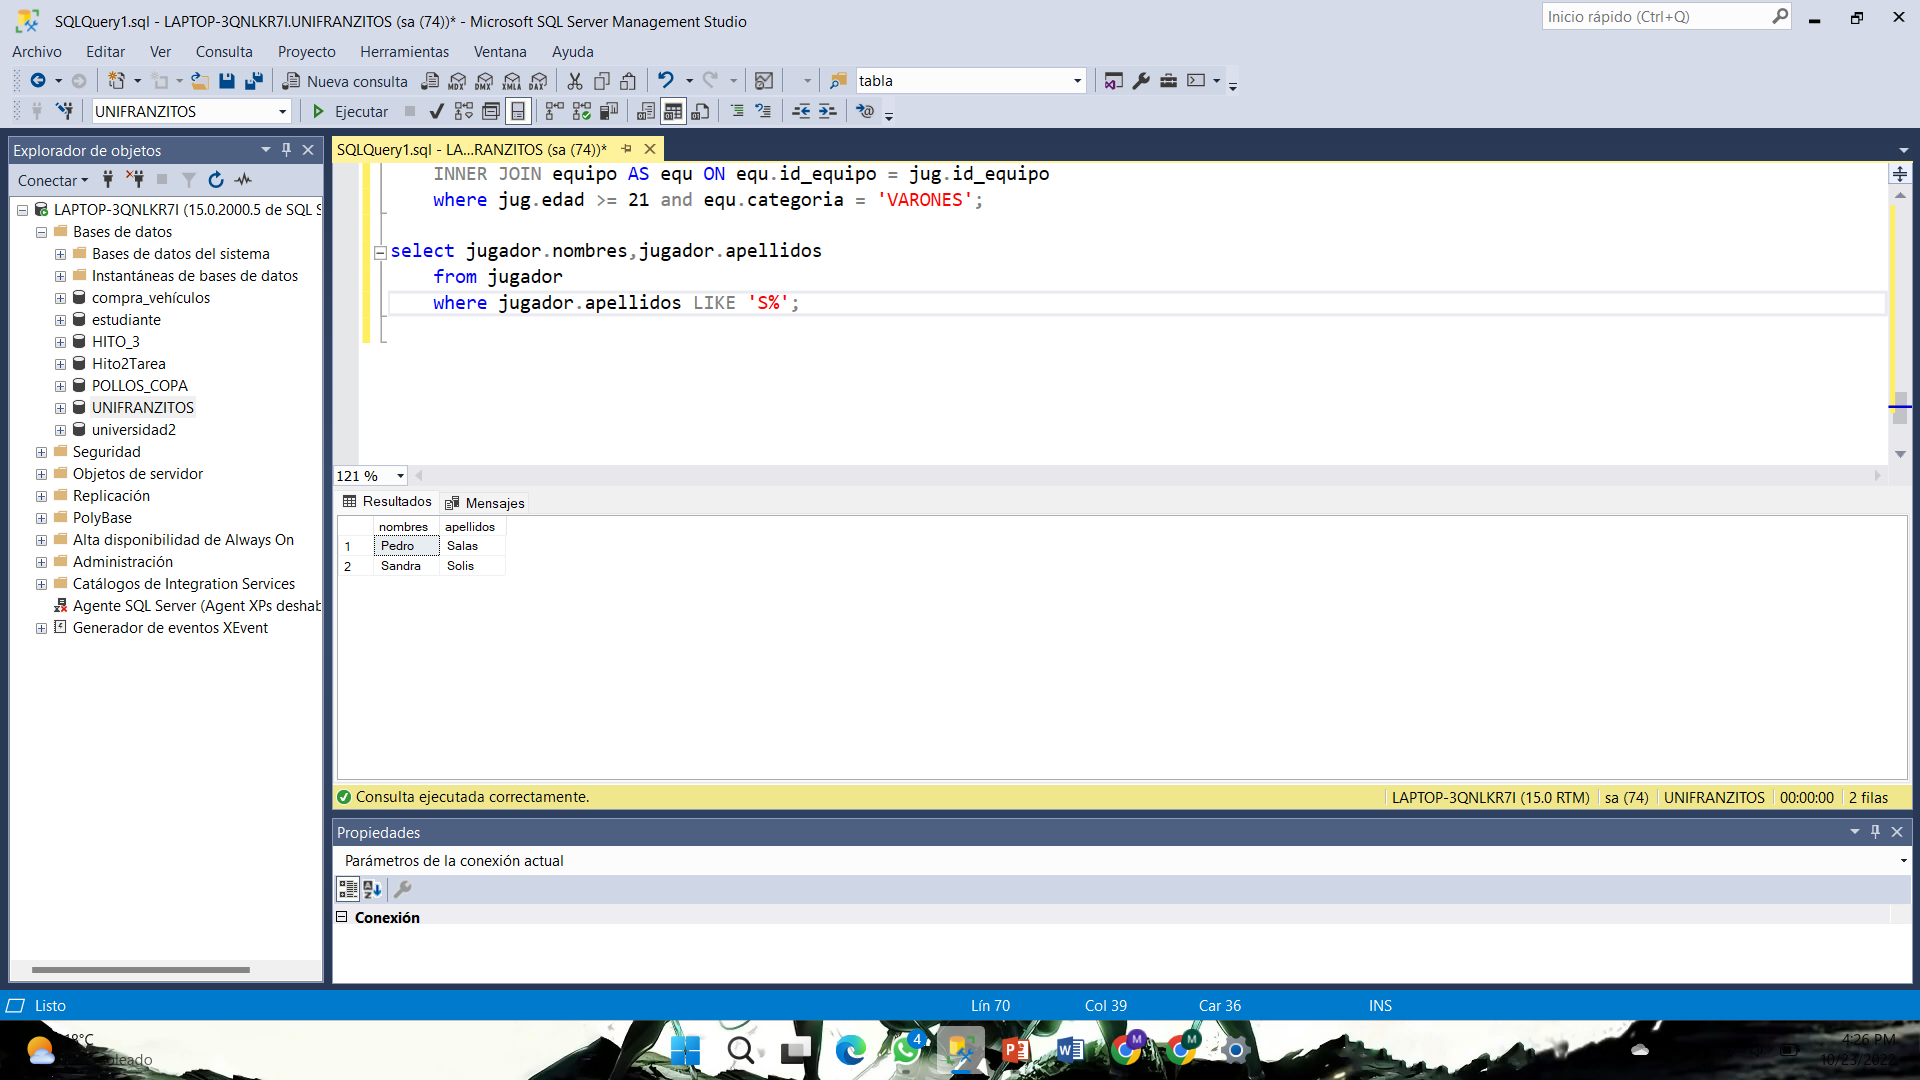 SQLQuery1.sql - LAPTOP-3QNLKR7I.UNIFRANZITOS (sa (74))* - Microsoft SQL Server Management Studio
Inicio rápido (Ctrl+Q)
Archivo Editar Ver Consulta Proyecto Herramientas Ventana Ayuda
Nueva consulta MDX DMX XMLA DAX tabla
UNIFRANZITOS Ejecutar
Explorador de objetos
Conectar
LAPTOP-3QNLKR7I (15.0.2000.5 de SQL S
Bases de datos
Bases de datos del sistema
Instantáneas de bases de datos
compra_vehículos
estudiante
HITO_3
Hito2Tarea
POLLOS_COPA
UNIFRANZITOS
universidad2
Seguridad
Objetos de servidor
Replicación
PolyBase
Alta disponibilidad de Always On
Administración
Catálogos de Integration Services
Agente SQL Server (Agent XPs deshab
Generador de eventos XEvent
SQLQuery1.sql - LA...RANZITOS (sa (74))*
INNER JOIN equipo AS equ ON equ.id_equipo = jug.id_equipo
where jug.edad >= 21 and equ.categoria = 'VARONES';
select jugador.nombres,jugador.apellidos
from jugador
where jugador.apellidos LIKE 'S%';
121 %
Resultados Mensajes
nombres apellidos
1 Pedro Salas
2 Sandra Solis
Consulta ejecutada correctamente. LAPTOP-3QNLKR7I (15.0 RTM) sa (74) UNIFRANZITOS 00:00:00 2 filas
Propiedades
Parámetros de la conexión actual
Conexión
Listo Lín 70 Col 39 Car 36 INS
4
M
M
4:26 PM